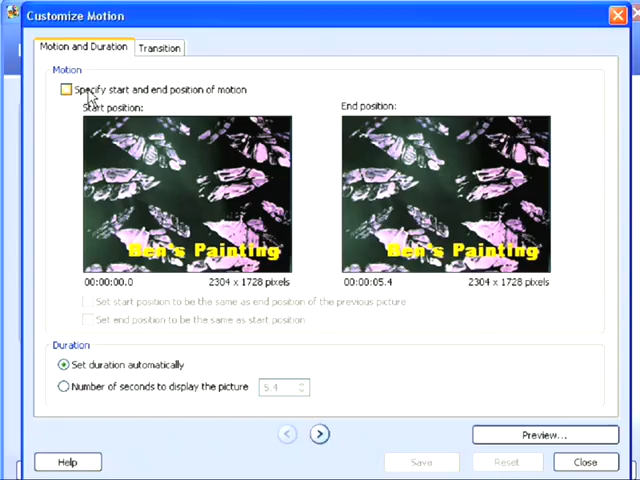 Customize Motion
Motion and Duration
Transition
Motion
Specify start and end position of motion
Start position:
End position:
Ben's Painting
Ben's Painting
00:00:00.0
2304 x 1728 pixels
00:00:05.4
2304 x 1728 pixels
Set start position to be the same as end position of the previous picture
Set end position to be the same as start position
Duration
Set duration automatically
Number of seconds to display the picture
5.4
Preview...
Help
Save
Reset
Close